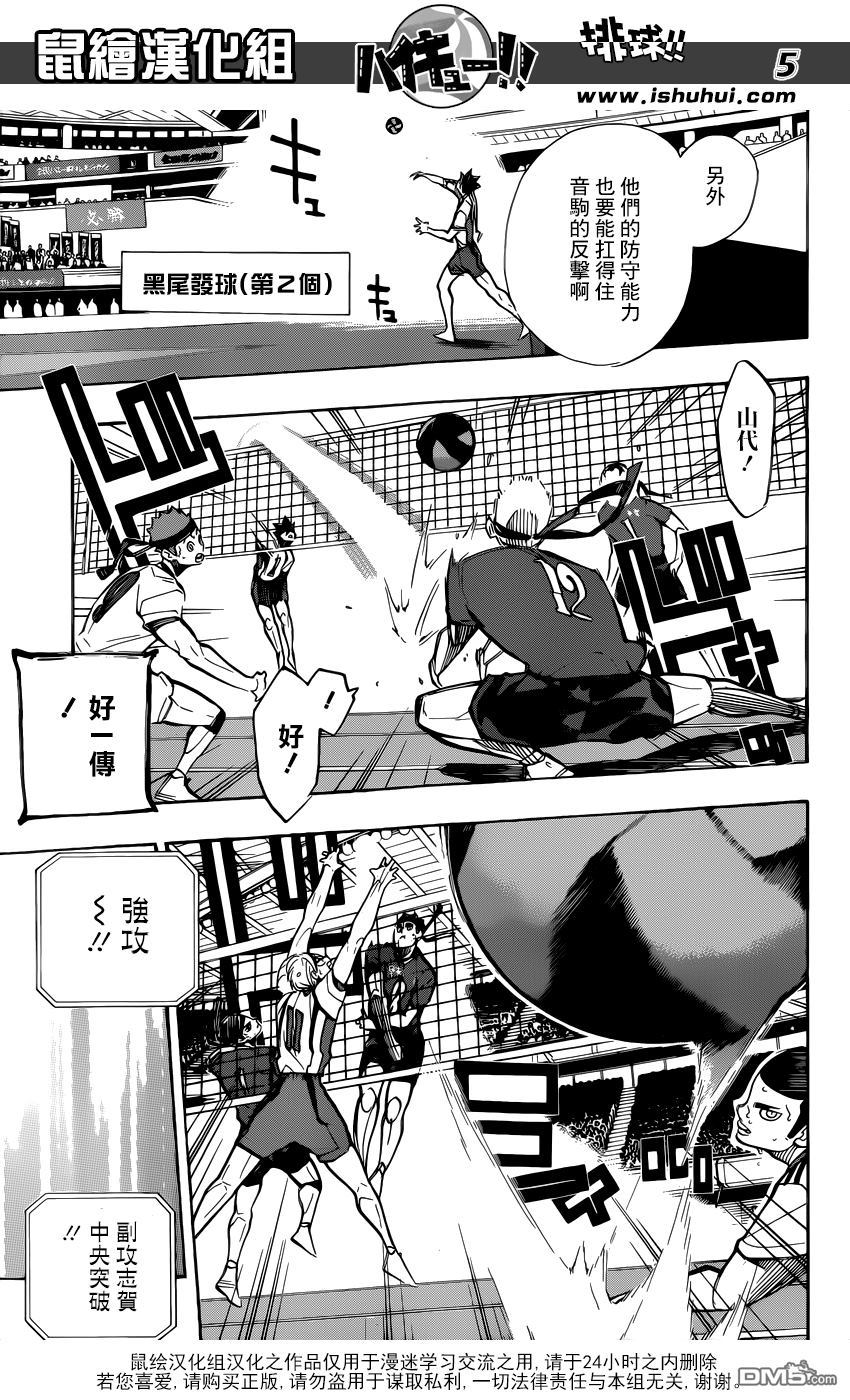 鼠繪漢化組
ハイキュー!!
排球!!
5
www.ishuhui.com
另外
他們的防守能力
也要能扛得住
音駒的反擊啊
キュ
キュ
必勝
黑尾發球(第2個)
山代!
12
1
!
好!
好一傳
!
強攻
~!!
副攻志賀
中央突破
!!
鼠绘汉化组汉化之作品仅用于漫迷学习交流之用, 请于24小时之内删除
若您喜爱, 请购买正版, 请勿盗用于谋取私利, 一切法律责任与本组无关, 谢谢。
DM5.com